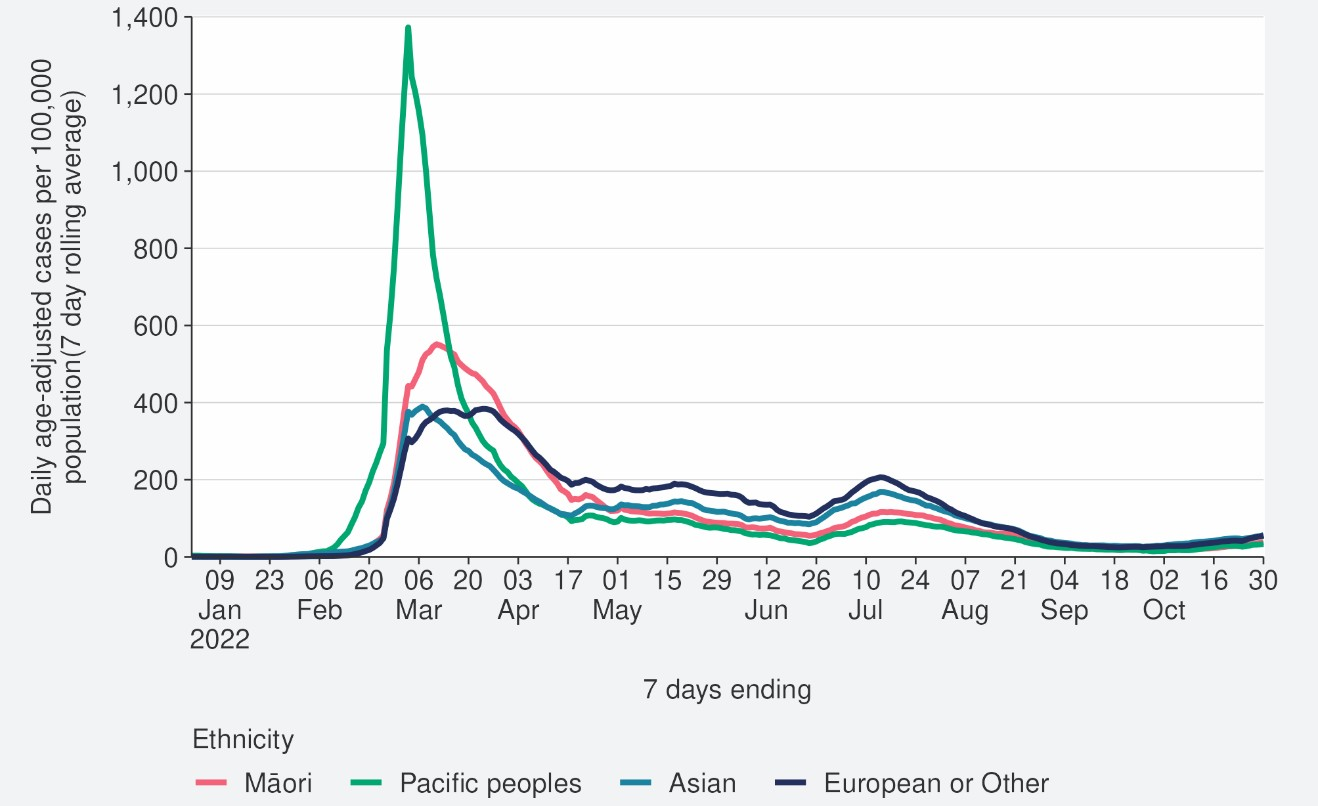 Daily age-adjusted cases per 100,000
population(7 day rolling average)
1,400
1,200
1,000
800
600
400
200
0
09 23 06 20 06 20 03 17 01 15 29 12 26 10 24 07 21 04 18 02 16 30
Jan Feb Mar Apr May Jun Jul Aug Sep Oct
2022
7 days ending
Ethnicity
Māori Pacific peoples Asian European or Other